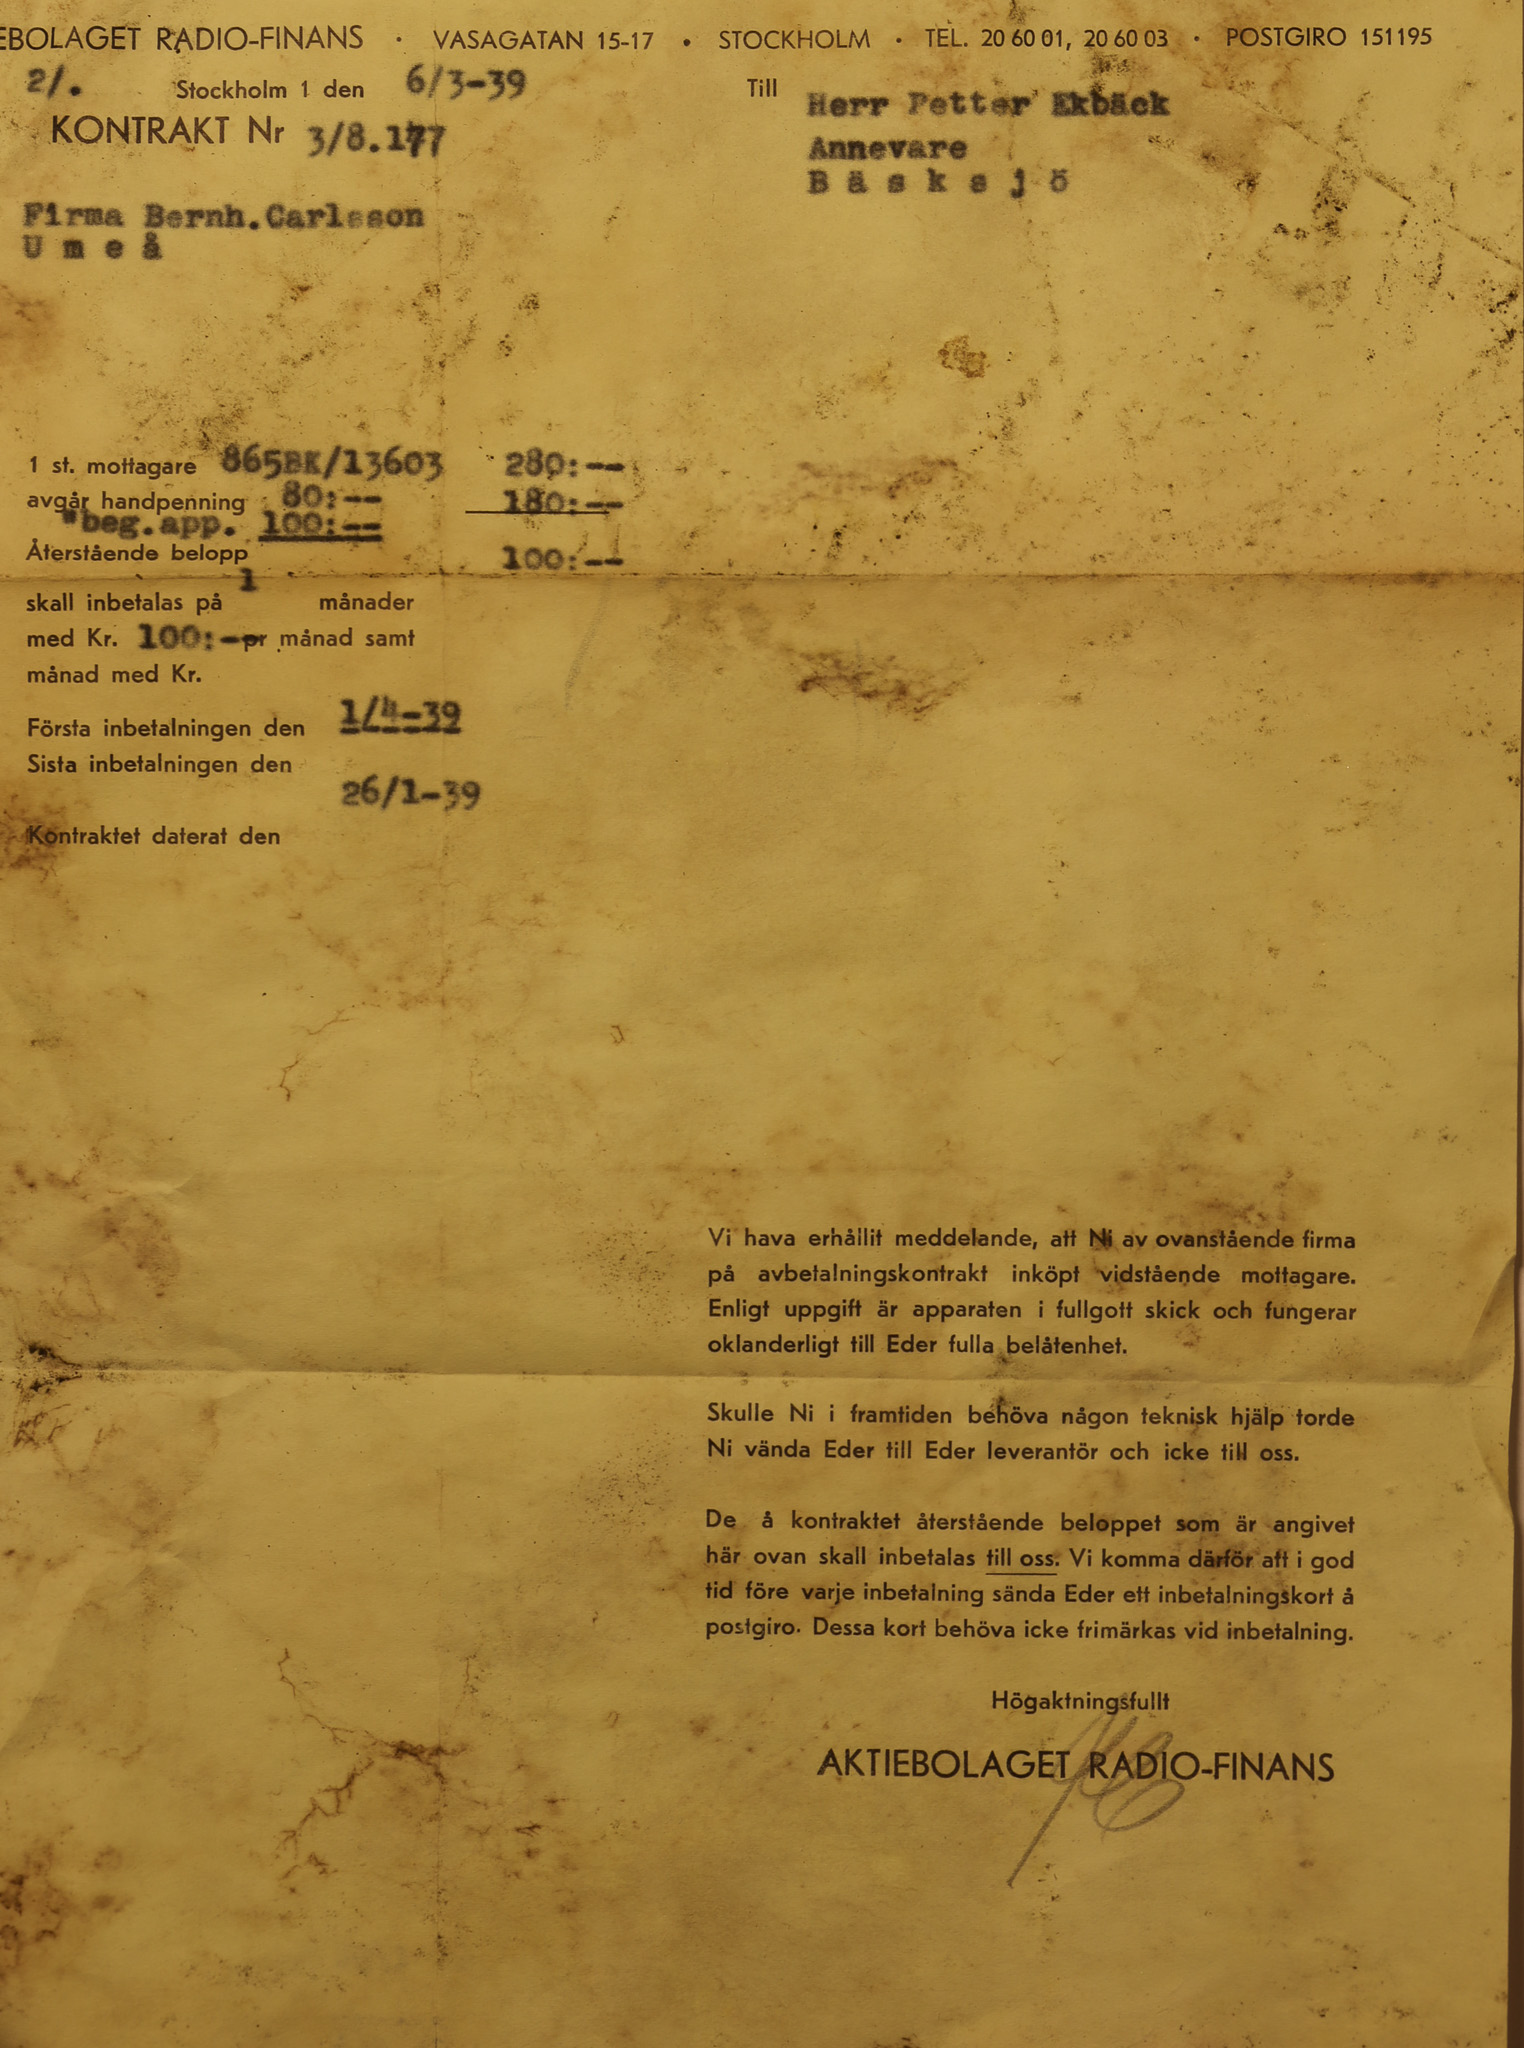 EBOLAGET RADIO-FINANS · VASAGATAN 15-17 • STOCKHOLM · TEL. 20 60 01, 20 60 03 · POSTGIRO 151195
2/. Stockholm 1 den 6/3-39
KONTRAKT Nr 3/8.177
Till Herr Petter Ekbäck
Annevare
B ä s k s j ö
Firma Bernh.Carlsson
U m e å
1 st. mottagare 865BK/13603 280:--
avgår handpenning 80:-- 180:--
"beg.app. 100:--
Återstående belopp 100:--
skall inbetalas på 1 månader
med Kr. 100:-- pr månad samt
månad med Kr.
Första inbetalningen den 1/4-39
Sista inbetalningen den
26/1-39
Kontraktet daterat den
Vi hava erhållit meddelande, att Ni av ovanstående firma
på avbetalningskontrakt inköpt vidstående mottagare.
Enligt uppgift är apparaten i fullgott skick och fungerar
oklanderligt till Eder fulla belåtenhet.
Skulle Ni i framtiden behöva någon teknisk hjälp torde
Ni vända Eder till Eder leverantör och icke till oss.
De å kontraktet återstående beloppet som är angivet
här ovan skall inbetalas till oss. Vi komma därför att i god
tid före varje inbetalning sända Eder ett inbetalningskort å
postgiro. Dessa kort behöva icke frimärkas vid inbetalning.
Högaktningsfullt
AKTIEBOLAGET RADIO-FINANS